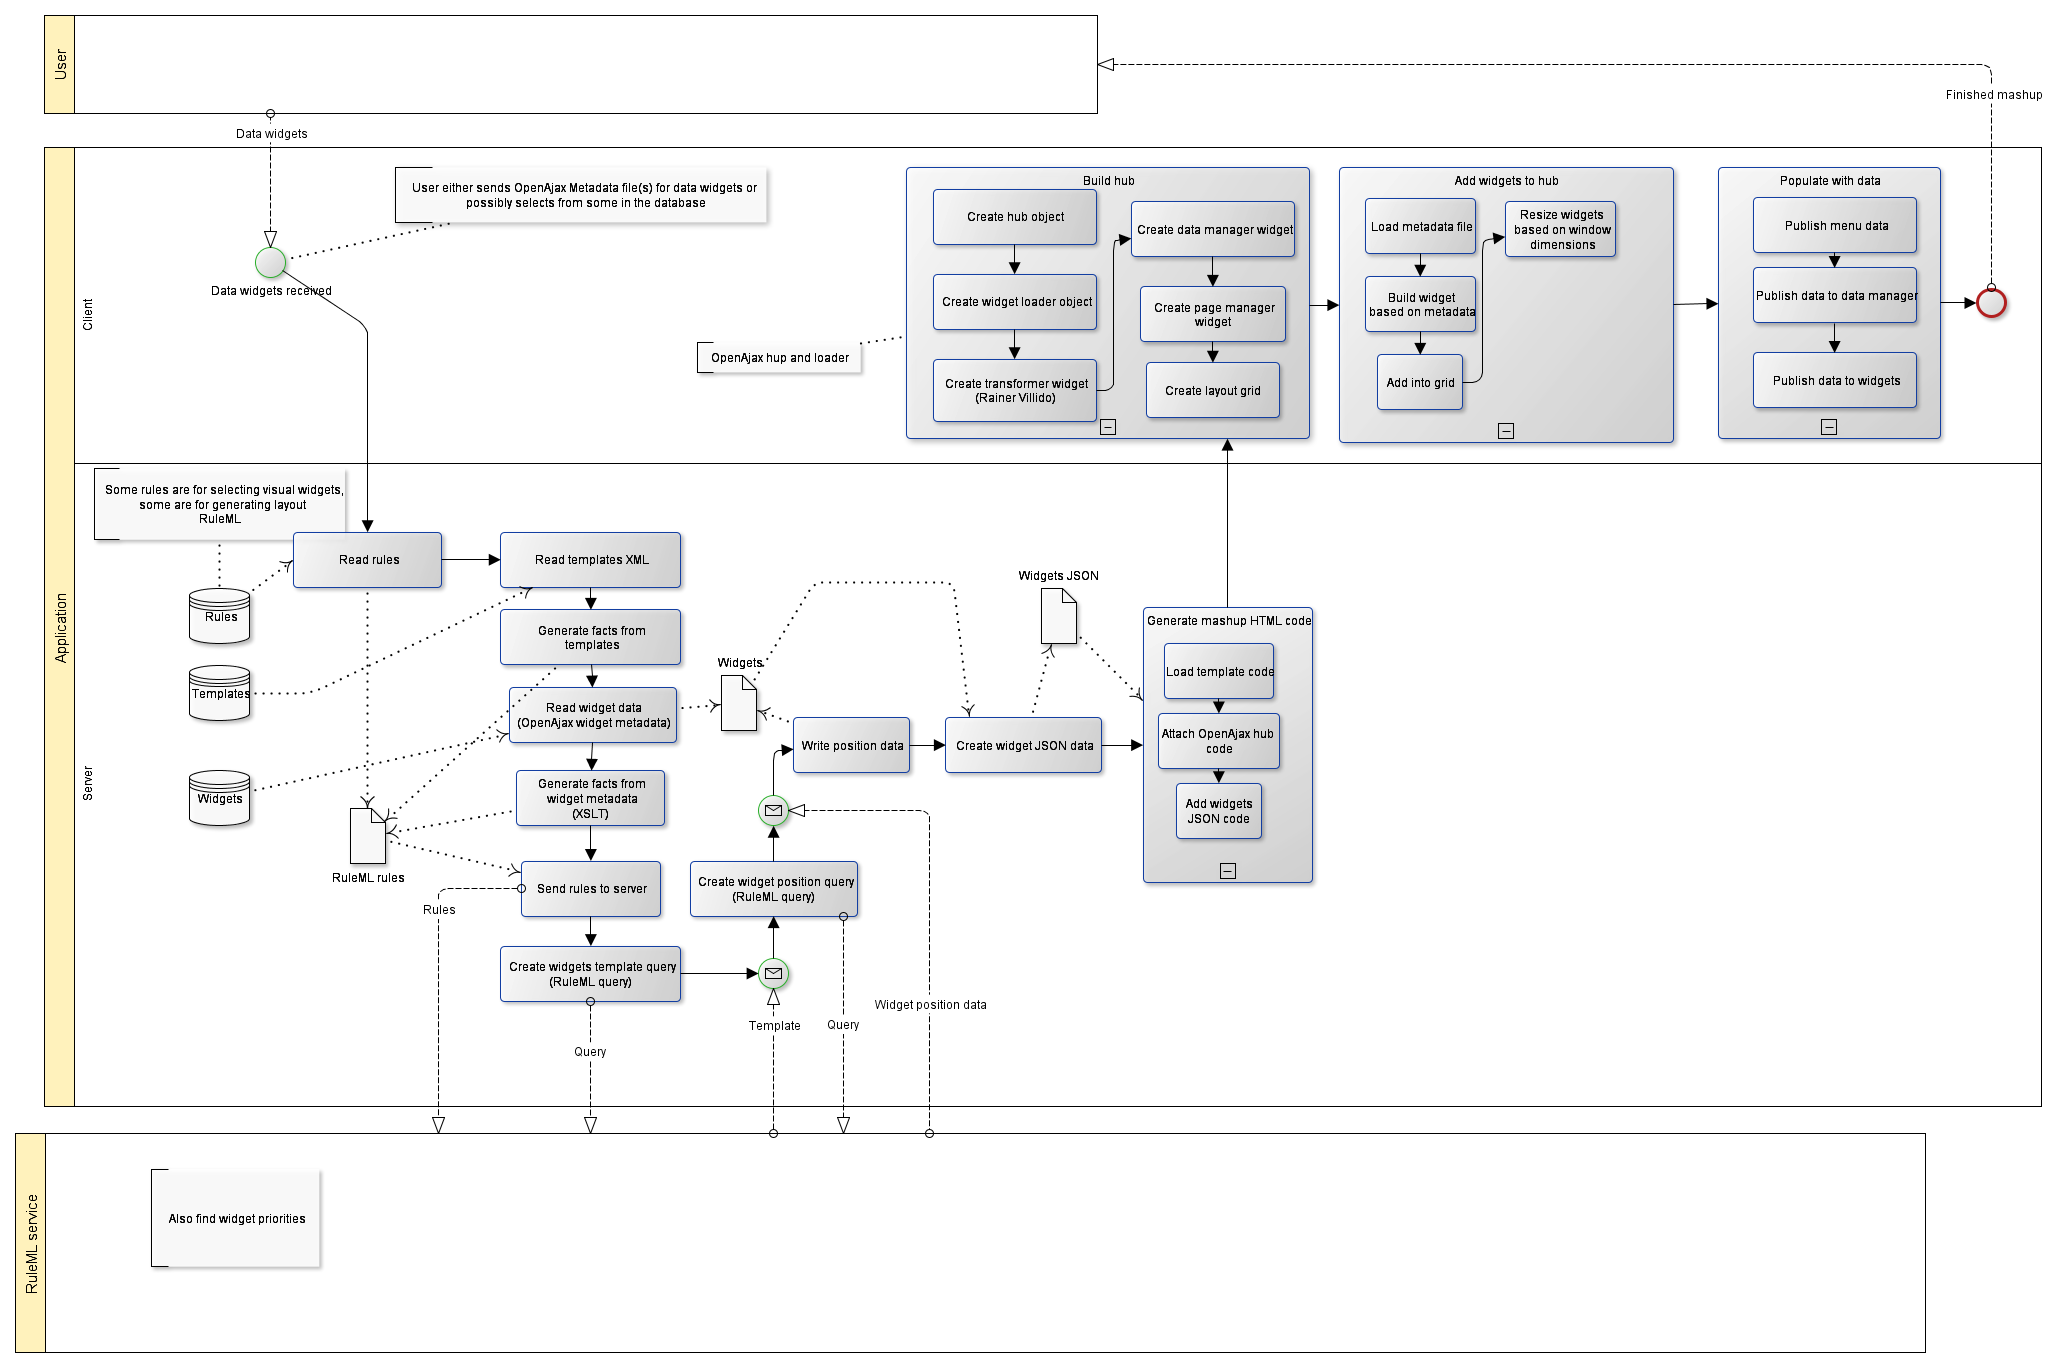 User
Data widgets
Finished mashup
Application
Client
User either sends OpenAjax Metadata file(s) for data widgets or
possibly selects from some in the database
Data widgets received
OpenAjax hup and loader
Build hub
Create hub object
Create widget loader object
Create transformer widget
(Rainer Villido)
Create data manager widget
Create page manager
widget
Create layout grid
Add widgets to hub
Load metadata file
Build widget
based on metadata
Add into grid
Resize widgets
based on window
dimensions
Populate with data
Publish menu data
Publish data to data manager
Publish data to widgets
Server
Some rules are for selecting visual widgets,
some are for generating layout
RuleML
Rules
Templates
Widgets
Read rules
Read templates XML
Generate facts from
templates
Read widget data
(OpenAjax widget metadata)
Generate facts from
widget metadata
(XSLT)
RuleML rules
Send rules to server
Rules
Create widgets template query
(RuleML query)
Query
Widgets
Write position data
Create widget position query
(RuleML query)
Template
Query
Widget position data
Create widget JSON data
Widgets JSON
Generate mashup HTML code
Load template code
Attach OpenAjax hub
code
Add widgets
JSON code
RuleML service
Also find widget priorities